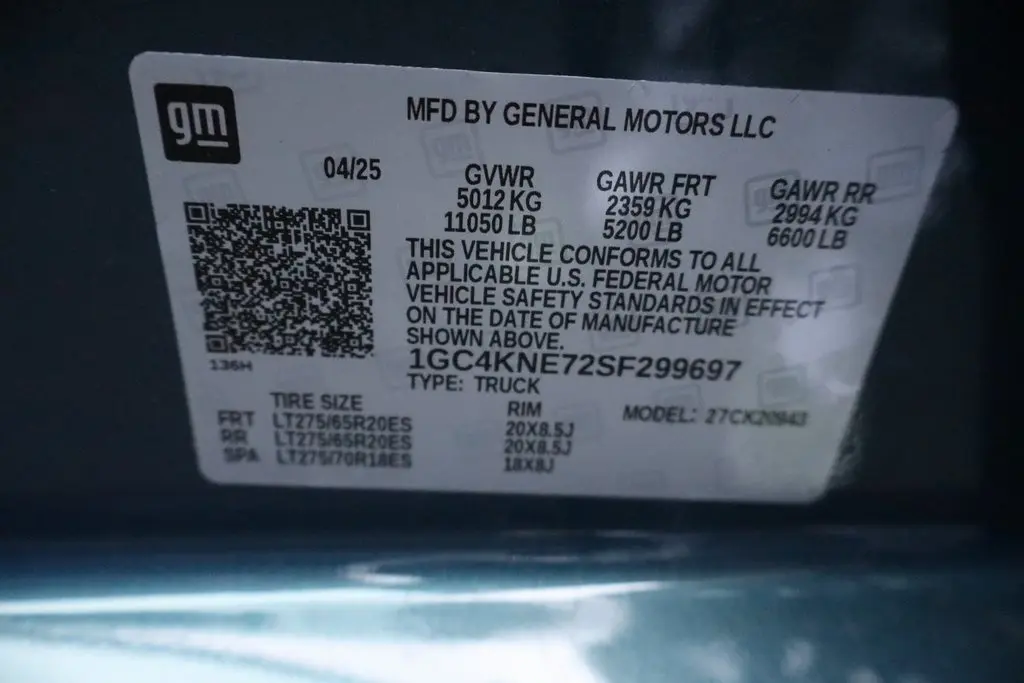 gm
MFD BY GENERAL MOTORS LLC
04/25
GVWR GAWR FRT GAWR RR
5012 KG 2359 KG 2994 KG
11050 LB 5200 LB 6600 LB
THIS VEHICLE CONFORMS TO ALL
APPLICABLE U.S. FEDERAL MOTOR
VEHICLE SAFETY STANDARDS IN EFFECT
ON THE DATE OF MANUFACTURE
SHOWN ABOVE.
1GC4KNE72SF299697
136H
TYPE: TRUCK
TIRE SIZE RIM MODEL: 27CK20943
FRT LT275/65R20ES 20X8.5J
RR LT275/65R20ES 20X8.5J
SPA LT275/70R18ES 18X8J